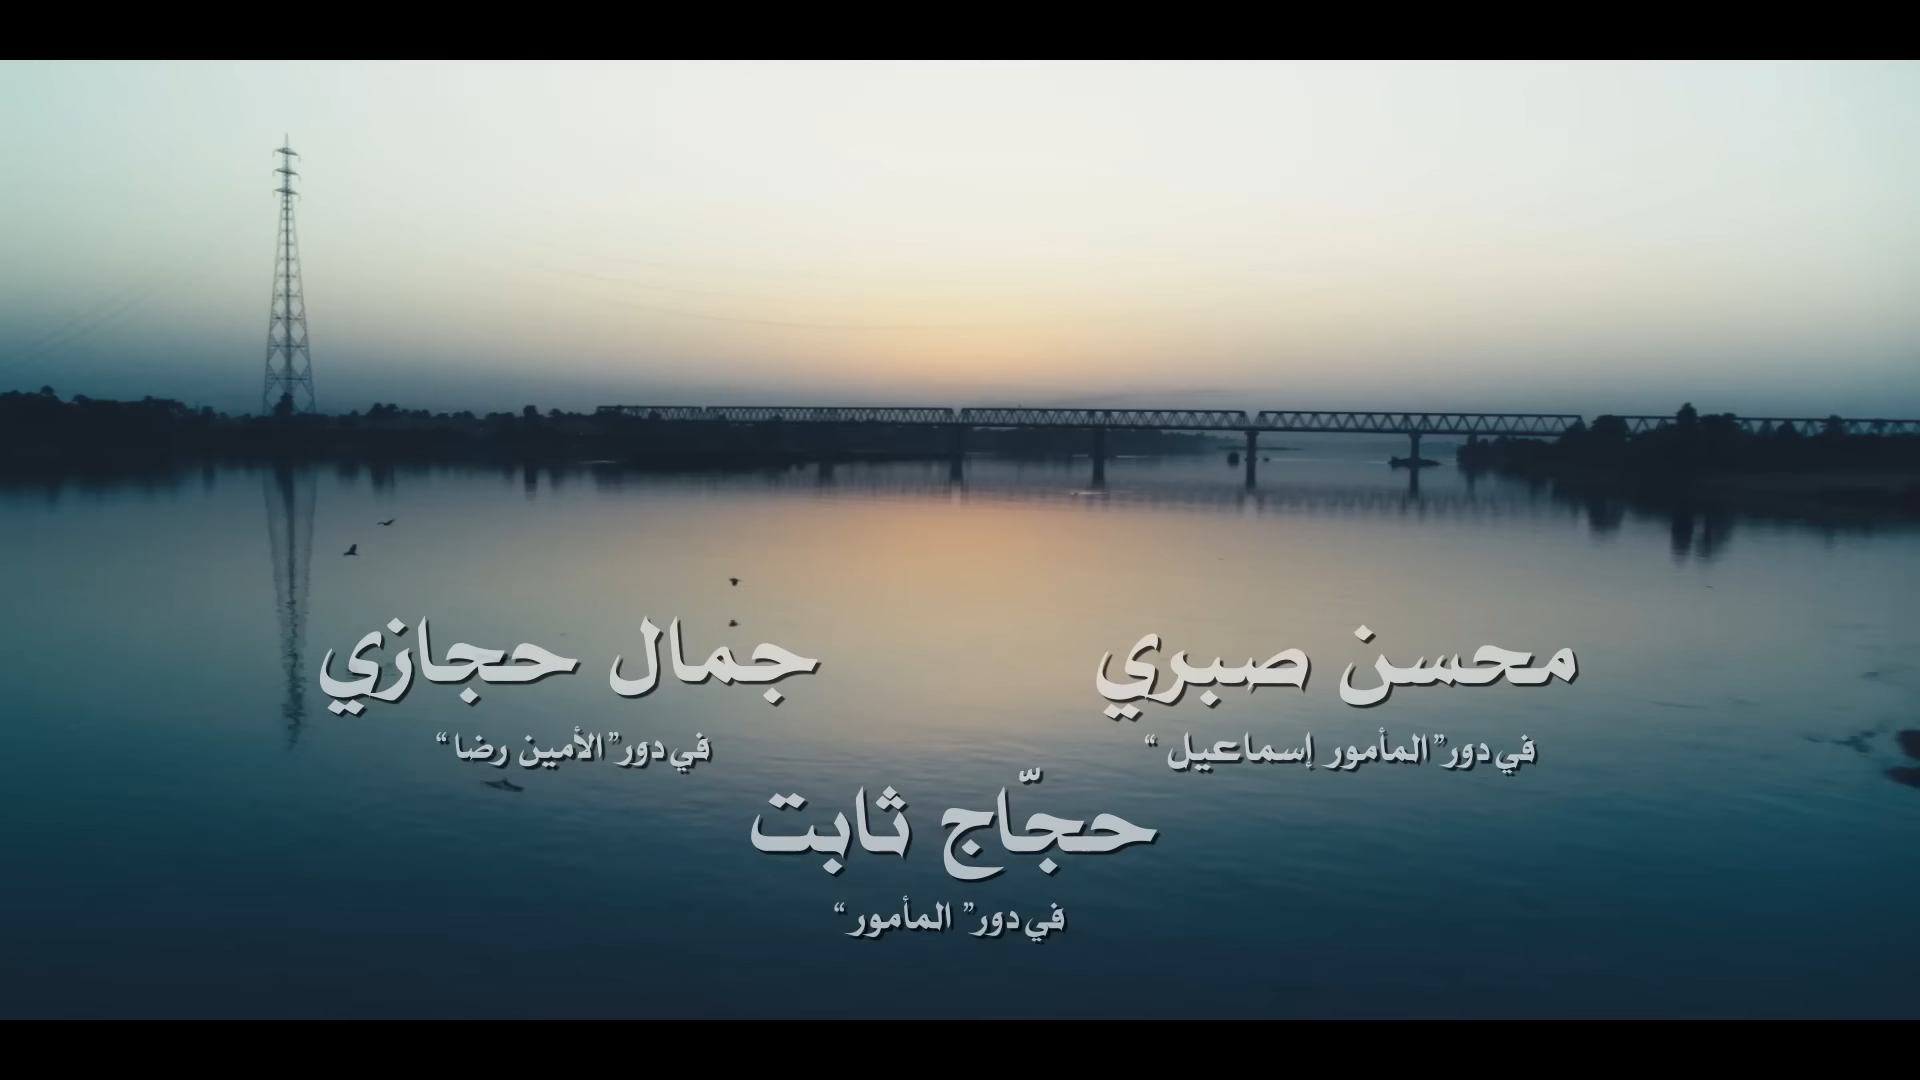 محسن صبري
في دور "المأمور إسماعيل"
جمال حجازي
في دور "الأمين رضا"
حجّاج ثابت
في دور "المأمور"